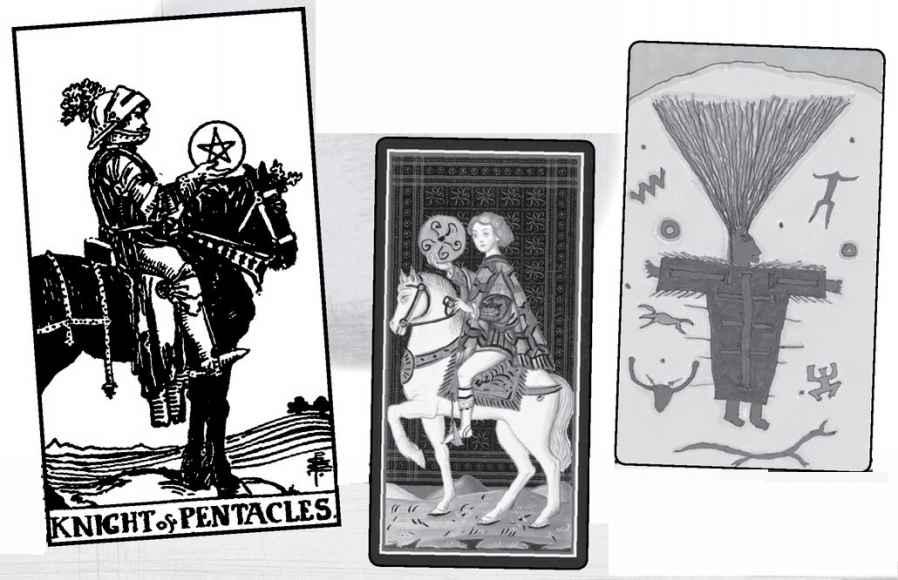 KNIGHT of PENTACLES.